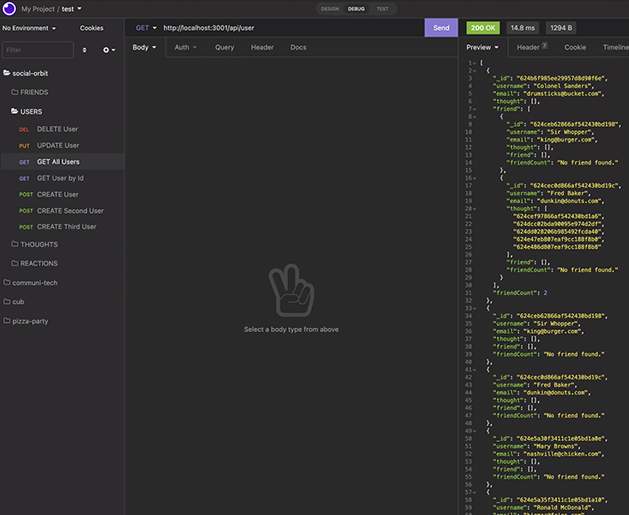 My Project / test
DESIGN DEBUG TEST
No Environment
Cookies
Filter
social-orbit
FRIENDS
USERS
DEL DELETE User
PUT UPDATE User
GET GET All Users
GET GET User by Id
POST CREATE User
POST CREATE Second User
POST CREATE Third User
THOUGHTS
REACTIONS
communi-tech
cub
pizza-party
GET http://localhost:3001/api/user
Send
Body Auth Query Header Docs
Select a body type from above
200 OK 14.8 ms 1294 B
Preview Header 7 Cookie Timeline
1 [
2 {
3 "_id": "624b6f985ee29957d8d90f6e",
4 "username": "Colonel Sanders",
5 "email": "drumsticks@bucket.com",
6 "thought": [],
7 "friend": [
8 {
9 "_id": "624ceb62866af542430bd198",
10 "username": "Sir Whopper",
11 "email": "king@burger.com",
12 "thought": [],
13 "friend": [],
14 "friendCount": "No friend found."
15 },
16 {
17 "_id": "624cec0d866af542430bd19c",
18 "username": "Fred Baker",
19 "email": "dunkin@donuts.com",
20 "thought": [
21 "624cef97866af542430bd1a6",
22 "624dcc02bda90095e974d2df",
23 "624dd028206b985492fcda40",
24 "624e47eb807eaf9cc188f8b0",
25 "624e486d807eaf9cc188f8b8"
26 ],
27 "friend": [],
28 "friendCount": "No friend found."
29 }
30 ],
31 "friendCount": 2
32 },
33 {
34 "_id": "624ceb62866af542430bd198",
35 "username": "Sir Whopper",
36 "email": "king@burger.com",
37 "thought": [],
38 "friend": [],
39 "friendCount": "No friend found."
40 },
41 {
42 "_id": "624cec0d866af542430bd19c",
43 "username": "Fred Baker",
44 "email": "dunkin@donuts.com",
45 "thought": [],
46 "friend": [],
47 "friendCount": "No friend found."
48 },
49 {
50 "_id": "624e5a30f3411c1e05bd1a0e",
51 "username": "Mary Browns",
52 "email": "nashville@chicken.com",
53 "thought": [],
54 "friend": [],
55 "friendCount": "No friend found."
56 },
57 {
58 "_id": "624e5a35f3411c1e05bd1a10",
59 "username": "Ronald McDonald",